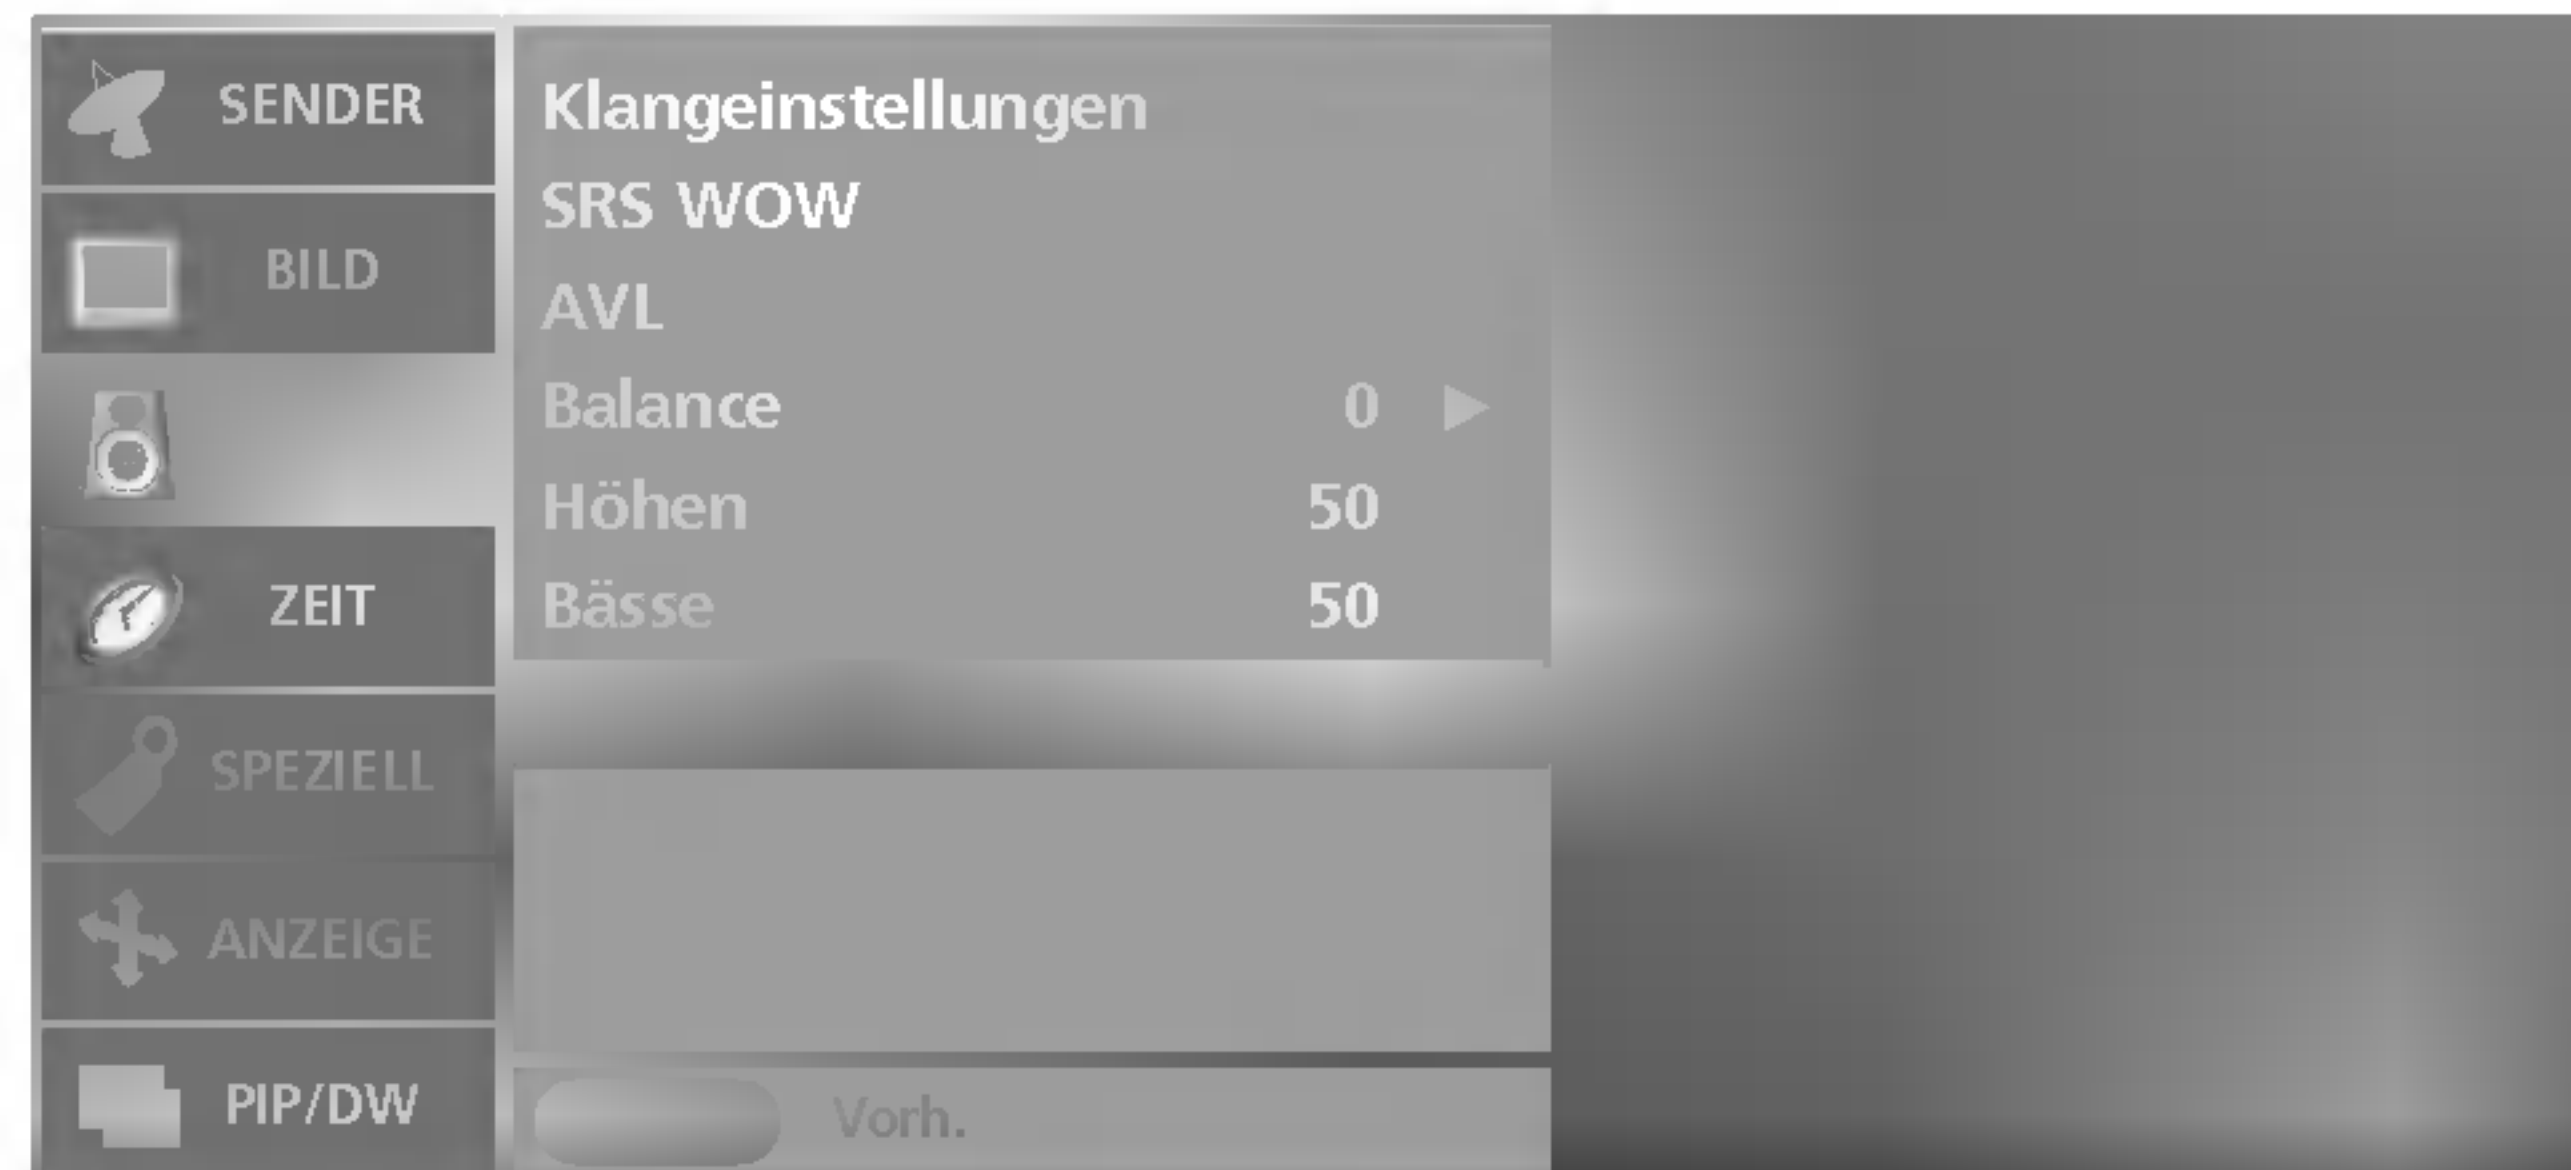 SENDER
BILD
ZEIT
SPEZIELL
ANZEIGE
PIP/DW
Klangeinstellungen
SRS WOW
AVL
Balance 0
Höhen 50
Bässe 50
Vorh.